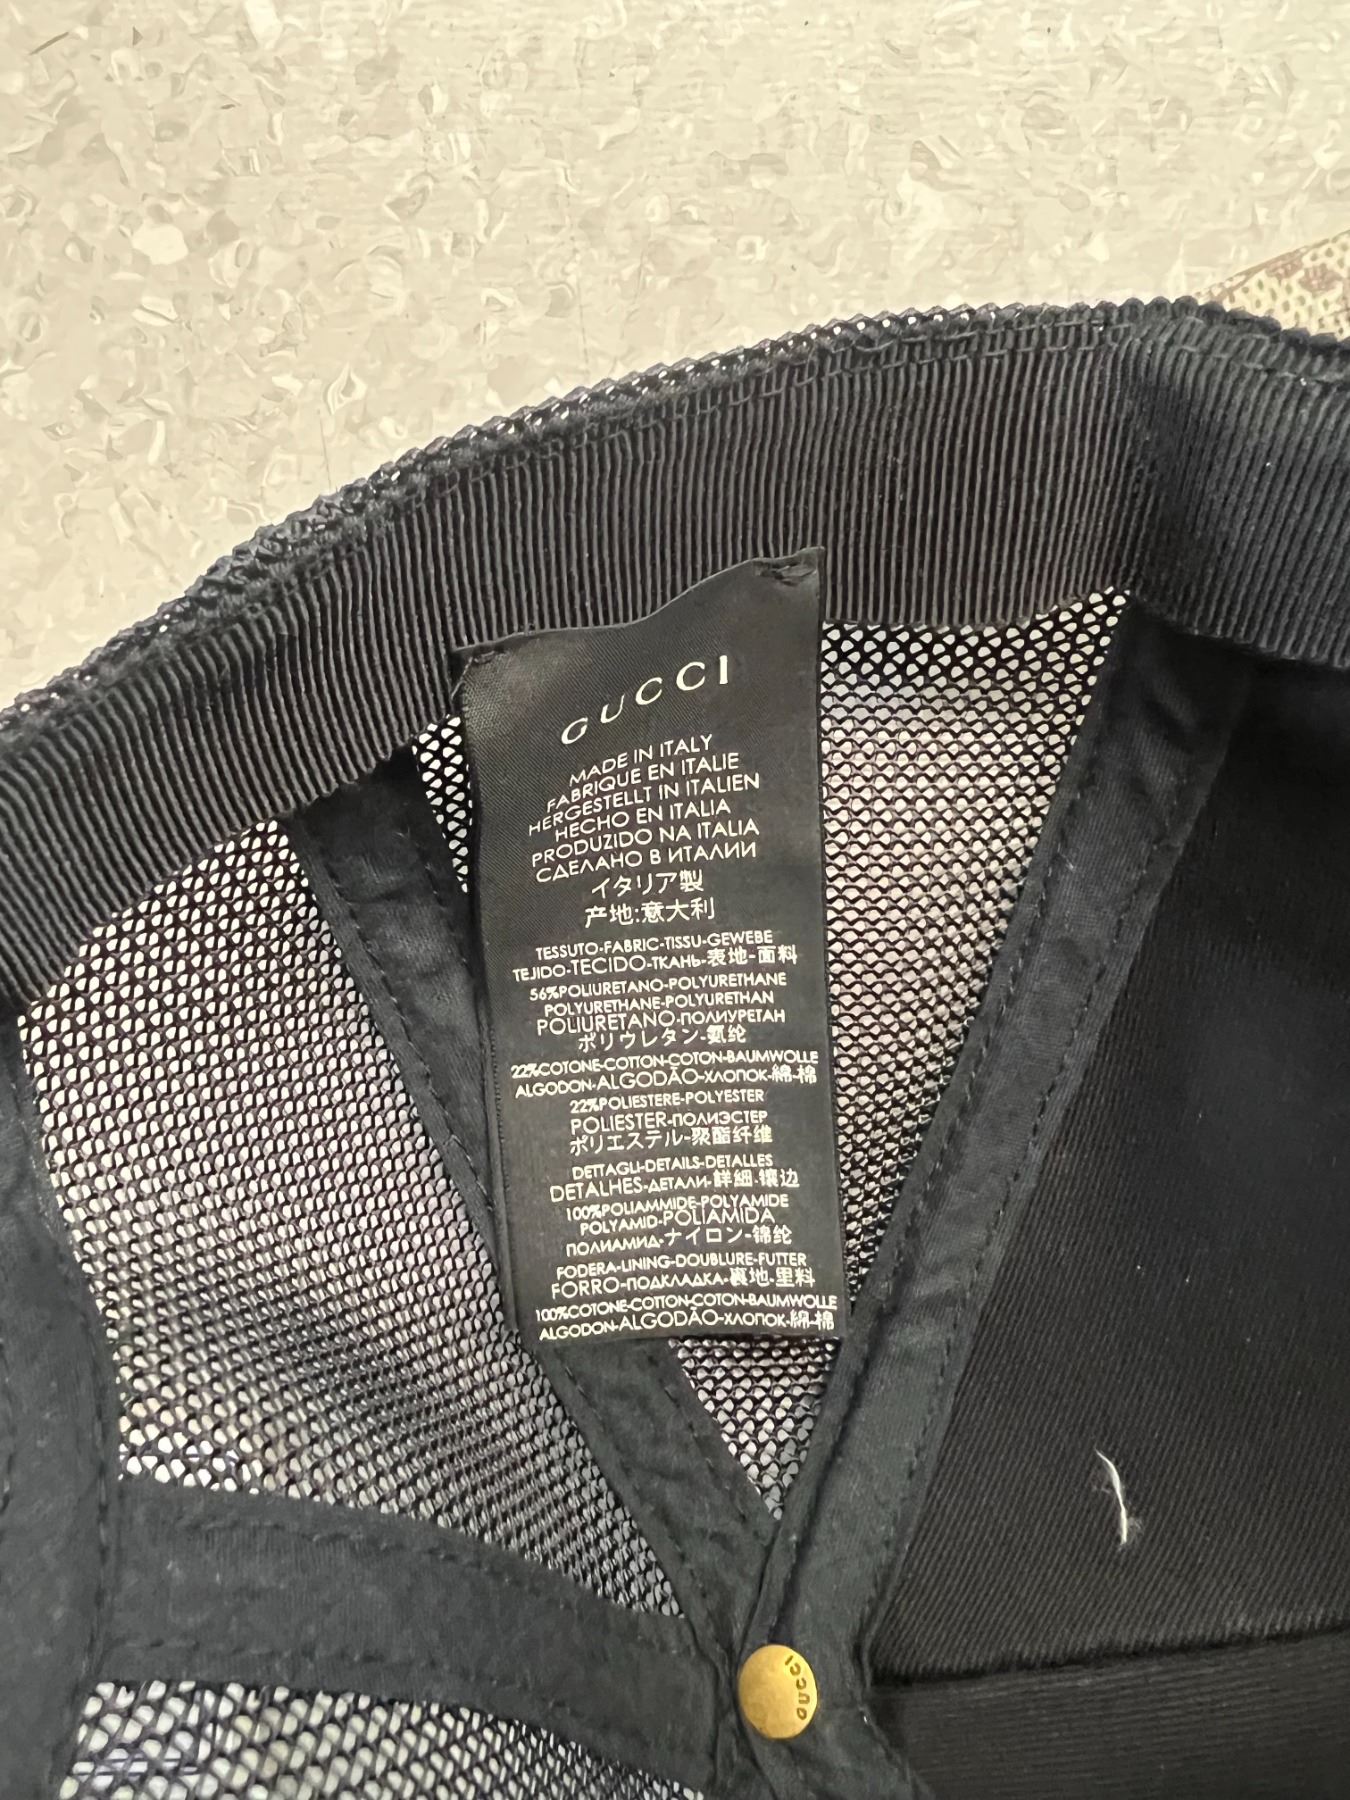 GUCCI
MADE IN ITALY
FABRIQUE EN ITALIE
HERGESTELLT IN ITALIEN
HECHO EN ITALIA
PRODUZIDO NA ITALIA
СДЕЛАНО В ИТАЛИИ
イタリア製
产地:意大利
TESSUTO-FABRIC-TISSU-GEWEBE
TEJIDO-TECIDO-ТКАНЬ-表地-面料
56%POLIURETANO-POLYURETHANE
POLYURETHANE-POLYURETHAN
POLIURETANO-ПОЛИУРЕТАН
ポリウレタン-氨纶
22%COTONE-COTTON-COTON-BAUMWOLLE
ALGODON-ALGODÃO-ХЛОПОК-綿-棉
22%POLIESTERE-POLYESTER
POLIESTER-ПОЛИЭСТЕР
ポリエステル-聚酯纤维
DETTAGLI-DETAILS-DETALLES
DETALHES-ДЕТАЛИ-詳細-镶边
100%POLIAMMIDE-POLYAMIDE
POLYAMID-POLIAMIDA
ПОЛИАМИД-ナイロン-锦纶
FODERA-LINING-DOUBLURE-FUTTER
FORRO-ПОДКЛАДКА-裏地-里料
100%COTONE-COTTON-COTON-BAUMWOLLE
ALGODON-ALGODÃO-ХЛОПОК-綿-棉
GUCCI